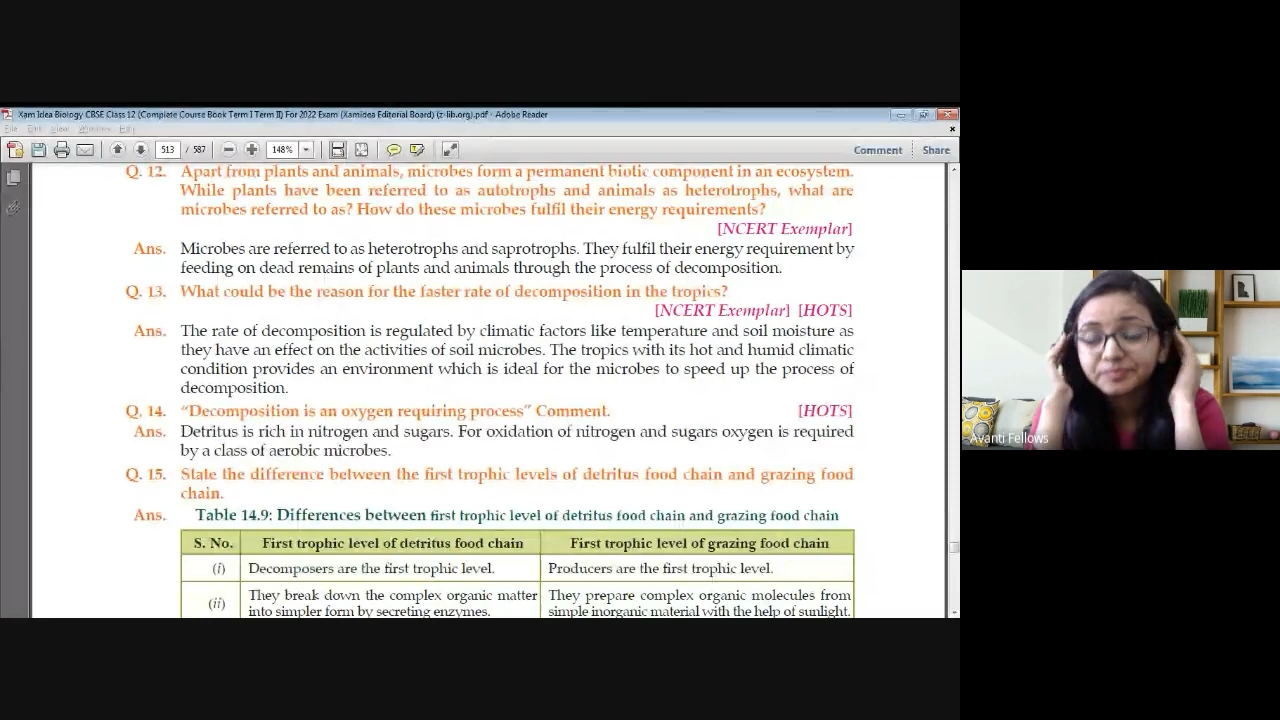 Xam Idea Biology CBSE Class 12 (Complete Course Book Term I Term II) For 2022 Exam (Xamidea Editorial Board) (z-lib.org).pdf - Adobe Reader
File Edit View Window Help
513 / 587 148% Comment Share
Q. 12. Apart from plants and animals, microbes form a permanent biotic component in an ecosystem.
While plants have been referred to as autotrophs and animals as heterotrophs, what are
microbes referred to as? How do these microbes fulfil their energy requirements?
[NCERT Exemplar]
Ans. Microbes are referred to as heterotrophs and saprotrophs. They fulfil their energy requirement by
feeding on dead remains of plants and animals through the process of decomposition.
Q. 13. What could be the reason for the faster rate of decomposition in the tropics?
[NCERT Exemplar] [HOTS]
Ans. The rate of decomposition is regulated by climatic factors like temperature and soil moisture as
they have an effect on the activities of soil microbes. The tropics with its hot and humid climatic
condition provides an environment which is ideal for the microbes to speed up the process of
decomposition.
Q. 14. “Decomposition is an oxygen requiring process” Comment. [HOTS]
Ans. Detritus is rich in nitrogen and sugars. For oxidation of nitrogen and sugars oxygen is required
by a class of aerobic microbes.
Q. 15. State the difference between the first trophic levels of detritus food chain and grazing food
chain.
Ans. Table 14.9: Differences between first trophic level of detritus food chain and grazing food chain
S. No. First trophic level of detritus food chain First trophic level of grazing food chain
(i) Decomposers are the first trophic level. Producers are the first trophic level.
(ii) They break down the complex organic matter They prepare complex organic molecules from
into simpler form by secreting enzymes. simple inorganic material with the help of sunlight.
Avanti Fellows